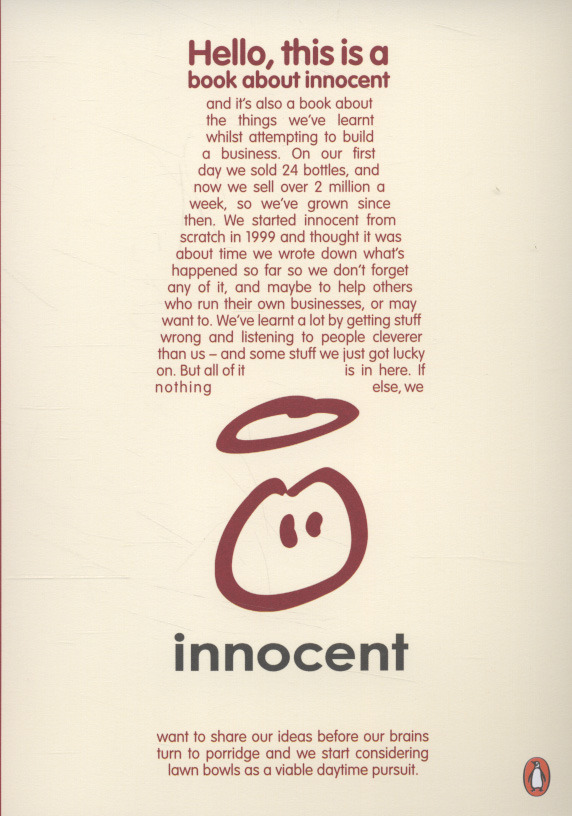 Hello, this is a
book about innocent
and it's also a book about
the things we've learnt
whilst attempting to build
a business. On our first
day we sold 24 bottles, and
now we sell over 2 million a
week, so we've grown since
then. We started innocent from
scratch in 1999 and thought it was
about time we wrote down what's
happened so far so we don't forget
any of it, and maybe to help others
who run their own businesses, or may
want to. We've learnt a lot by getting stuff
wrong and listening to people cleverer
than us – and some stuff we just got lucky
on. But all of it is in here. If
nothing else, we
innocent
want to share our ideas before our brains
turn to porridge and we start considering
lawn bowls as a viable daytime pursuit.